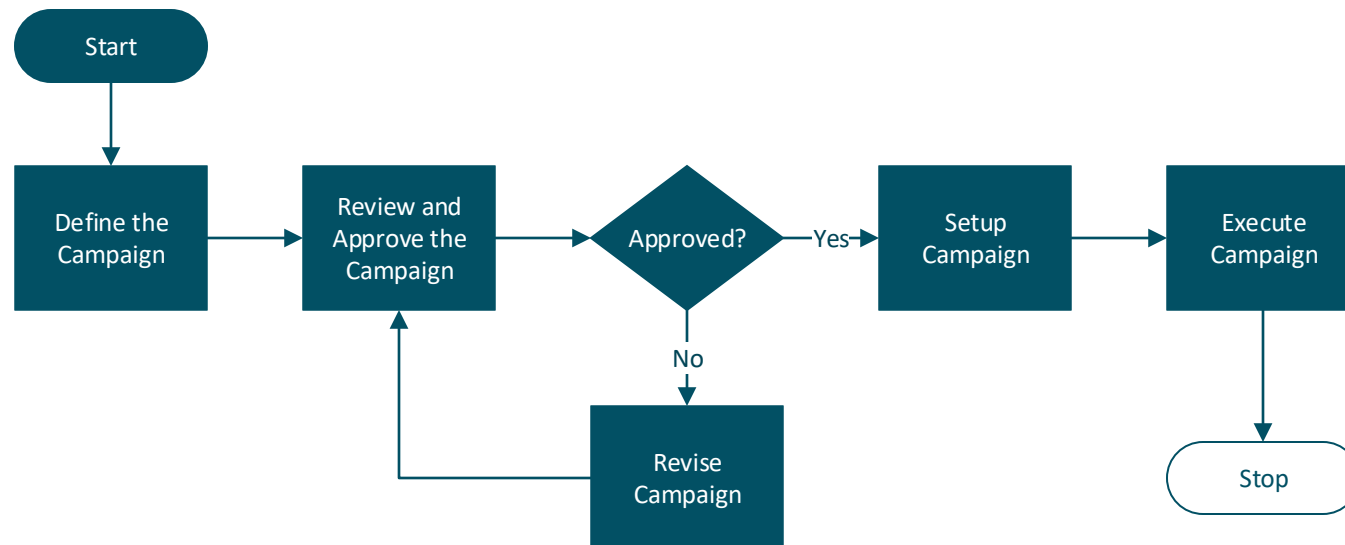 Start
Define the
Campaign
Review and
Approve the
Campaign
Approved?
Yes
Setup
Campaign
Execute
Campaign
No
Revise
Campaign
Stop